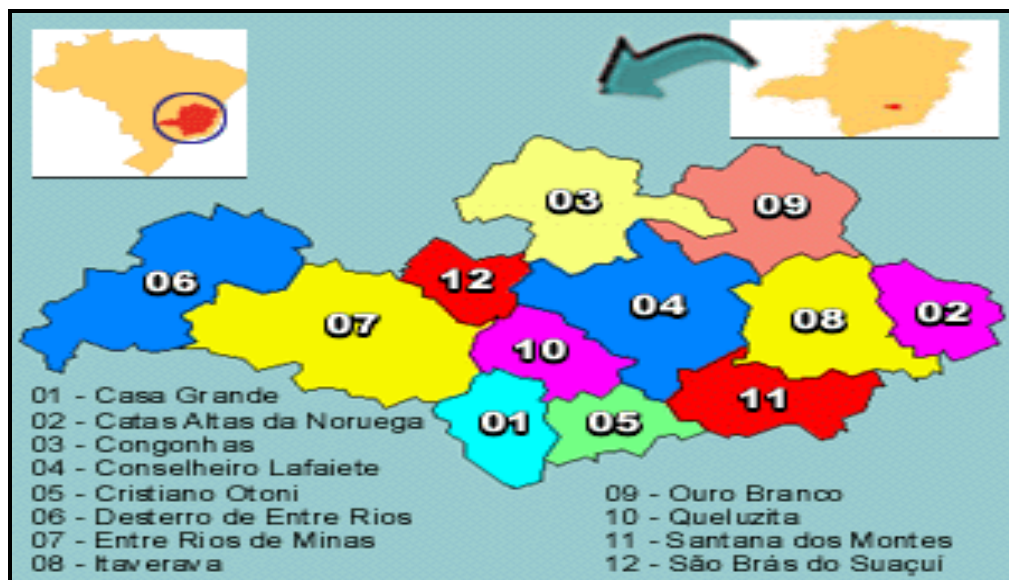 03
09
06
12
04
02
07
08
10
11
01
05
01 - Casa Grande
02 - Catas Altas da Noruega
03 - Congonhas
04 - Conselheiro Lafaiete
05 - Cristiano Otoni
06 - Desterro de Entre Rios
07 - Entre Rios de Minas
08 - Itaverava
09 - Ouro Branco
10 - Queluzita
11 - Santana dos Montes
12 - São Brás do Suaçuí